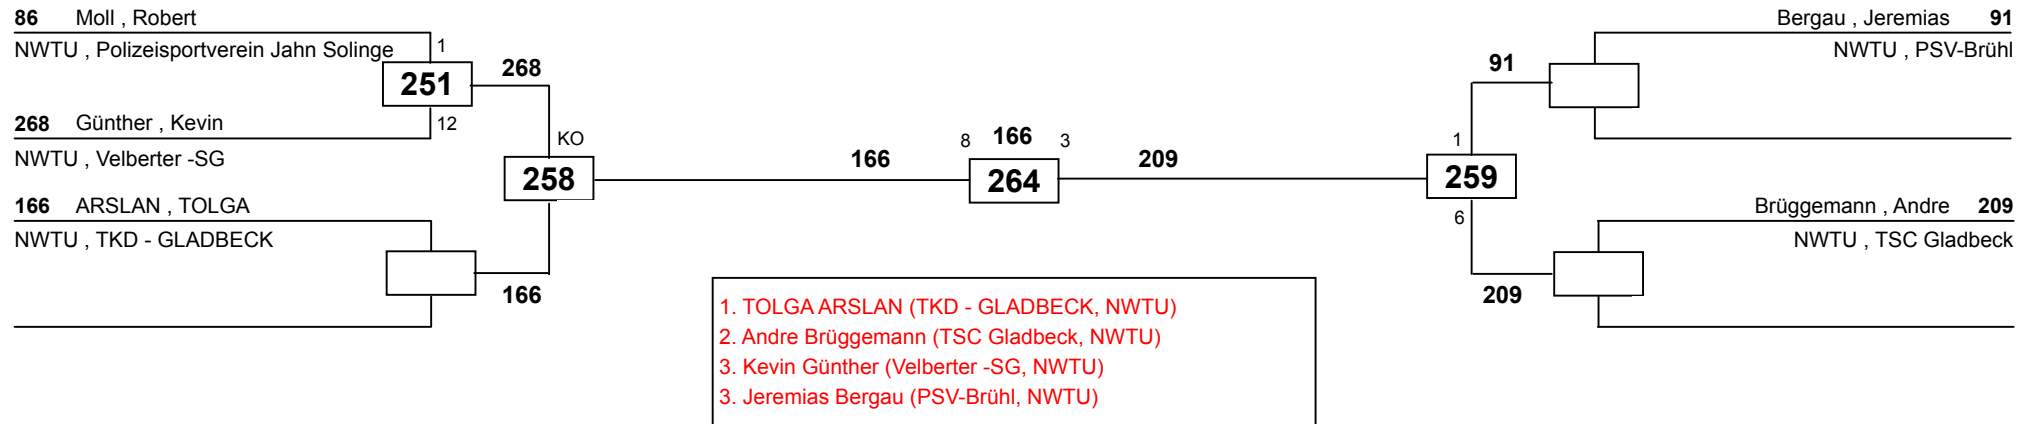 86 Moll , Robert
NWTU , Polizeisportverein Jahn Solinge
1
251
268
12
268 Günther , Kevin
NWTU , Velberter -SG
KO
258
166 ARSLAN , TOLGA
NWTU , TKD - GLADBECK
166
166
8 166 3
264
209
Bergau , Jeremias 91
NWTU , PSV-Brühl
91
1
259
6
Brüggemann , Andre 209
NWTU , TSC Gladbeck
209
1. TOLGA ARSLAN (TKD - GLADBECK, NWTU)
2. Andre Brüggemann (TSC Gladbeck, NWTU)
3. Kevin Günther (Velberter -SG, NWTU)
3. Jeremias Bergau (PSV-Brühl, NWTU)